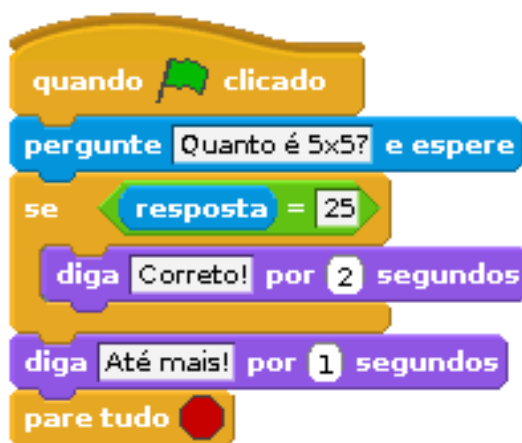 quando clicado
pergunte Quanto é 5x5? e espere
se resposta = 25
diga Correto! por 2 segundos
diga Até mais! por 1 segundos
pare tudo